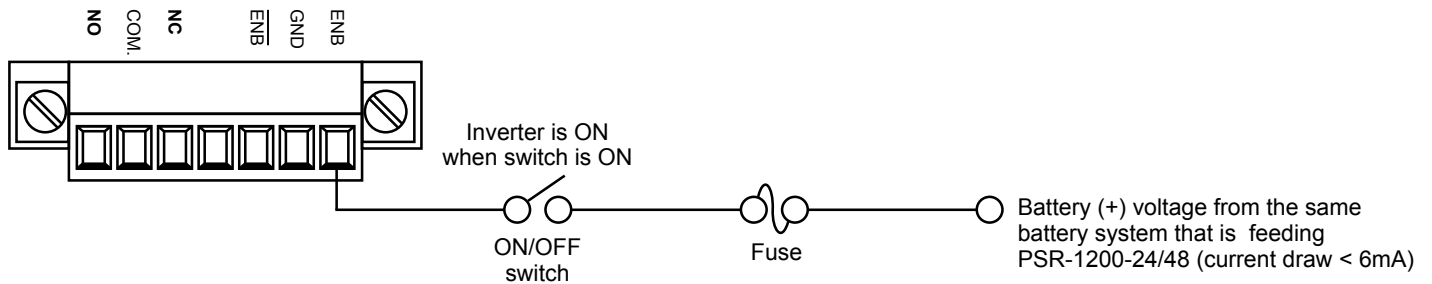 NO
COM.
NC
ENB
GND
ENB
Inverter is ON
when switch is ON
ON/OFF
switch
Fuse
Battery (+) voltage from the same
battery system that is feeding
PSR-1200-24/48 (current draw < 6mA)